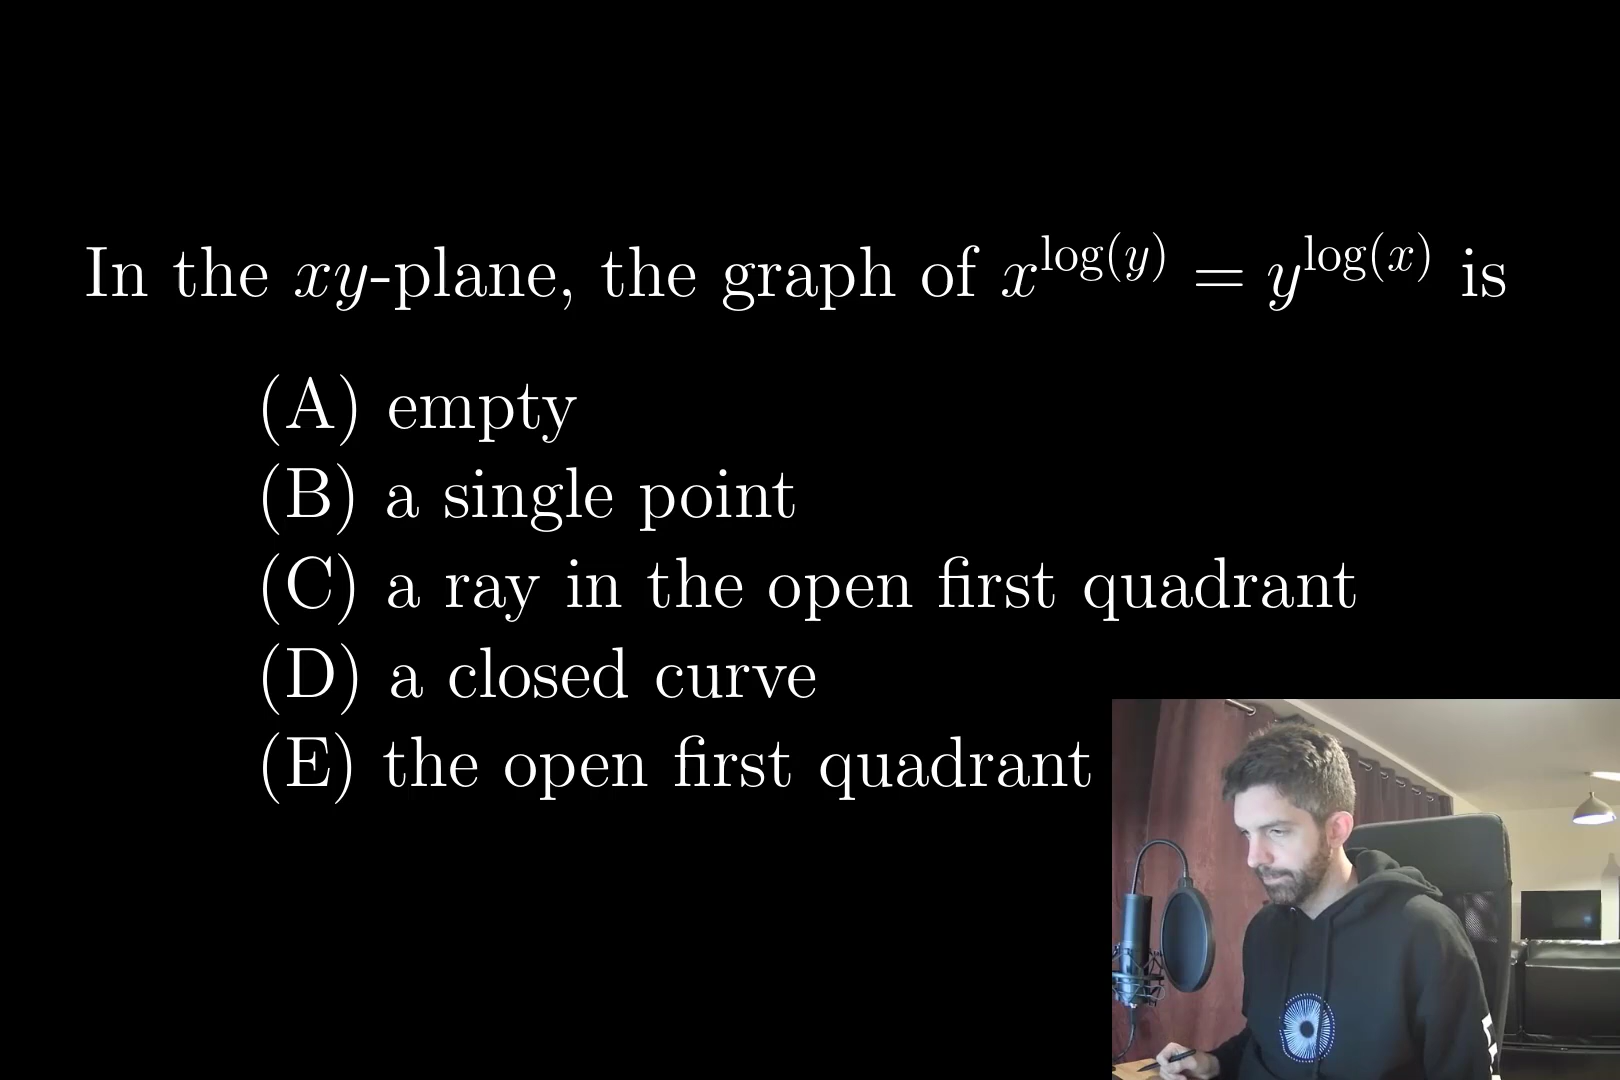 In the xy-plane, the graph of x^{log(y)} = y^{log(x)} is
(A) empty
(B) a single point
(C) a ray in the open first quadrant
(D) a closed curve
(E) the open first quadrant